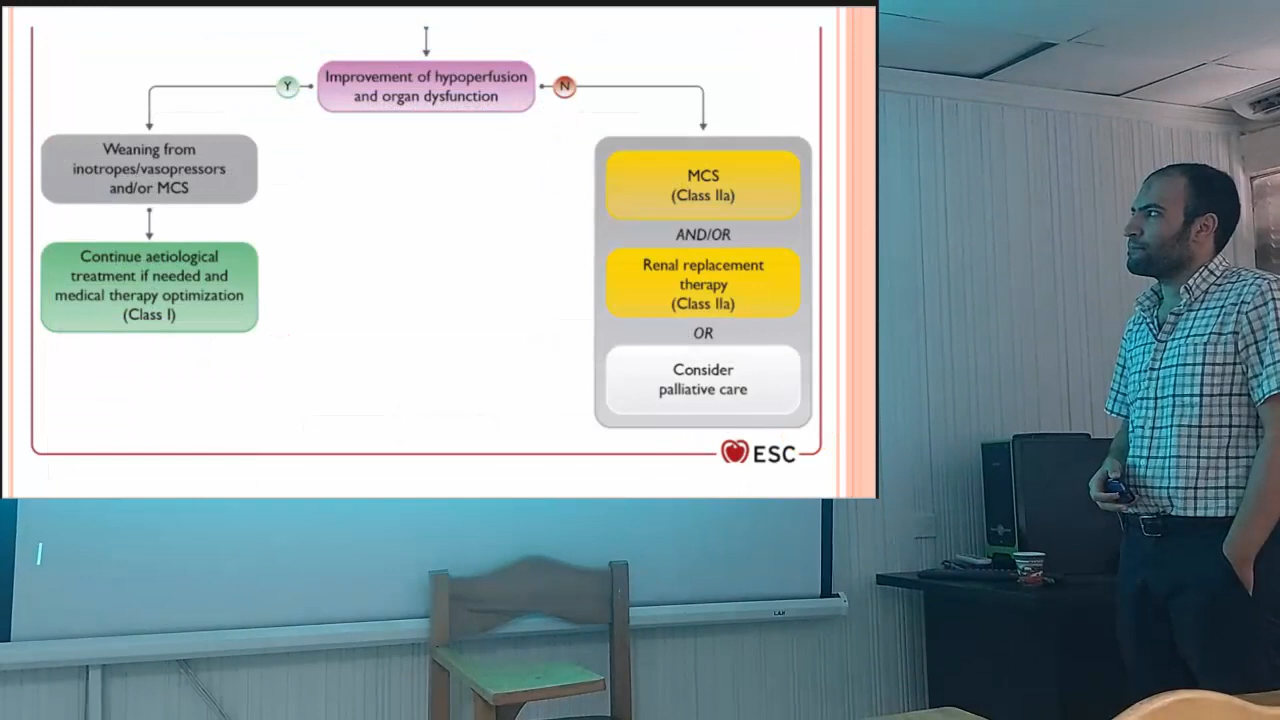 Improvement of hypoperfusion
and organ dysfunction
Y
N
Weaning from
inotropes/vasopressors
and/or MCS
Continue aetiological
treatment if needed and
medical therapy optimization
(Class I)
MCS
(Class IIa)
AND/OR
Renal replacement
therapy
(Class IIa)
OR
Consider
palliative care
ESC